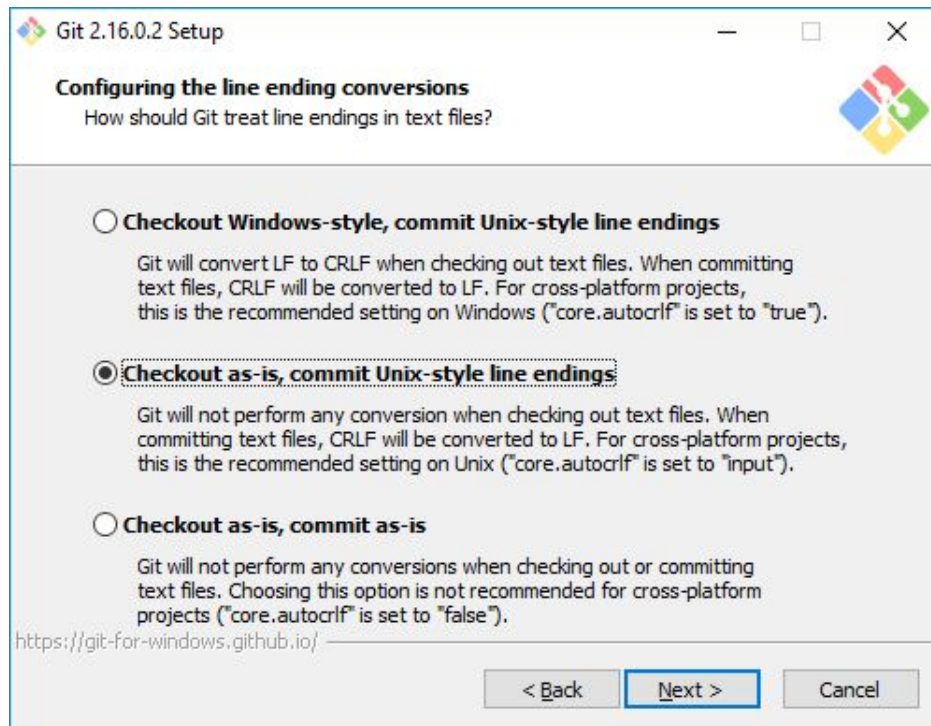 Git 2.16.0.2 Setup
Configuring the line ending conversions
How should Git treat line endings in text files?
Checkout Windows-style, commit Unix-style line endings
Git will convert LF to CRLF when checking out text files. When committing
text files, CRLF will be converted to LF. For cross-platform projects,
this is the recommended setting on Windows ("core.autocrlf" is set to "true").
Checkout as-is, commit Unix-style line endings
Git will not perform any conversion when checking out text files. When
committing text files, CRLF will be converted to LF. For cross-platform projects,
this is the recommended setting on Unix ("core.autocrlf" is set to "input").
Checkout as-is, commit as-is
Git will not perform any conversions when checking out or committing
text files. Choosing this option is not recommended for cross-platform
projects ("core.autocrlf" is set to "false").
https://git-for-windows.github.io/
< Back Next > Cancel